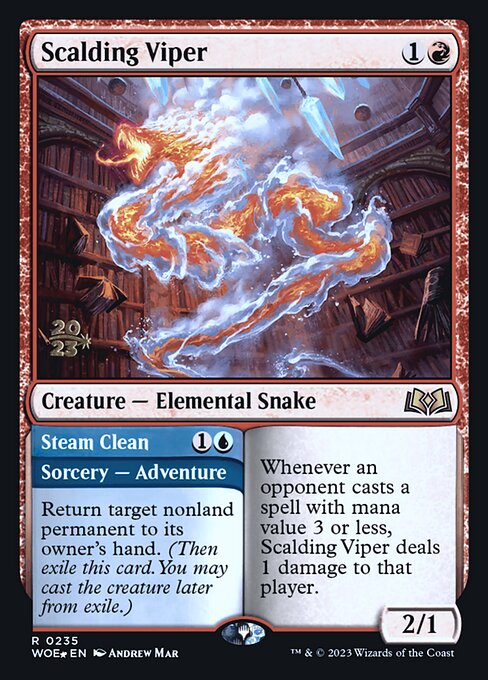 Scalding Viper 1
20
23
Creature — Elemental Snake
Steam Clean 1
Sorcery — Adventure
Return target nonland
permanent to its
owner's hand. (Then
exile this card. You may
cast the creature later
from exile.)
Whenever an
opponent casts a
spell with mana
value 3 or less,
Scalding Viper deals
1 damage to that
player.
2/1
R 0235
WOE★EN Andrew Mar
™ & © 2023 Wizards of the Coast